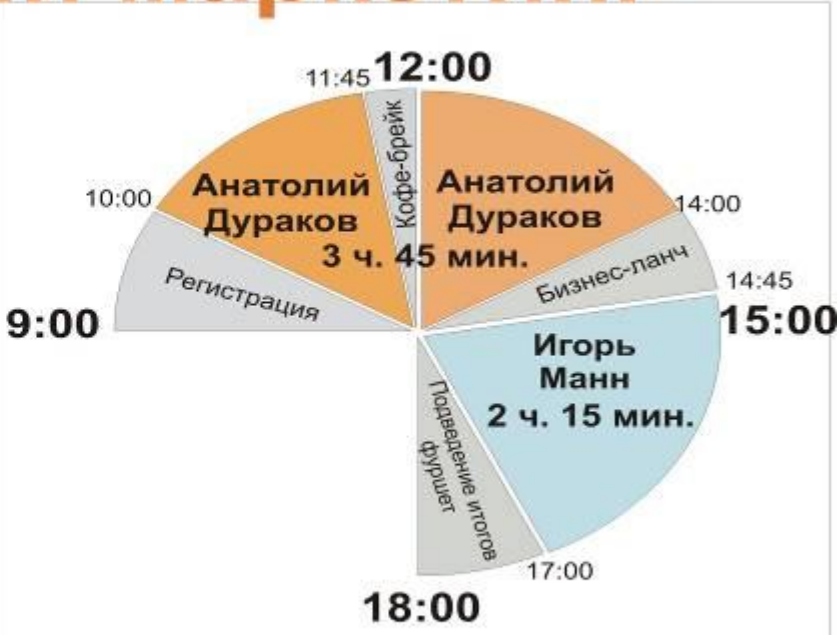 11:45
12:00
Кофе-брейк
10:00
Анатолий
Дураков
Анатолий
Дураков
3 ч. 45 мин.
14:00
Регистрация
Бизнес-ланч
14:45
9:00
15:00
Игорь
Манн
2 ч. 15 мин.
Подведение итогов
фуршет
17:00
18:00